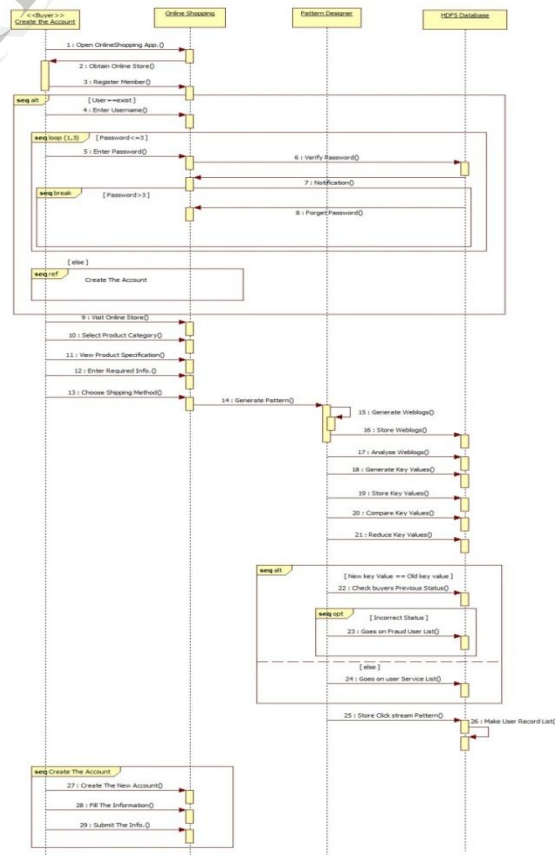 <<Buyer>>
Create the Account
Online Shopping
Pattern Designer
HDFS Database
1 : Open OnlineShopping App.()
2 : Obtain Online Store()
3 : Register Member()
seq alt
[User==exist]
4 : Enter Username()
seq loop (1,3)
[Password<=3]
5 : Enter Password()
6 : Verify Password()
7 : Notification()
seq break
[Password>3]
8 : Forget Password()
[else]
seq ref
Create The Account
9 : Visit Online Store()
10 : Select Product Category()
11 : View Product Specification()
12 : Enter Required Info.()
13 : Choose Shipping Method()
14 : Generate Pattern()
15 : Generate Weblogs()
16 : Store Weblogs()
17 : Analyse Weblogs()
18 : Generate Key Values()
19 : Store Key Values()
20 : Compare Key Values()
21 : Reduce Key Values()
seq alt
[New key Value == Old key value]
22 : Check buyers Previous Status()
seq opt
[Incorrect Status]
23 : Goes on Fraud User List()
[else]
24 : Goes on user Service List()
25 : Store Click stream Pattern()
26 : Make User Record List(
seq Create The Account
27 : Create The New Account()
28 : Fill The Information()
29 : Submit The Info.()